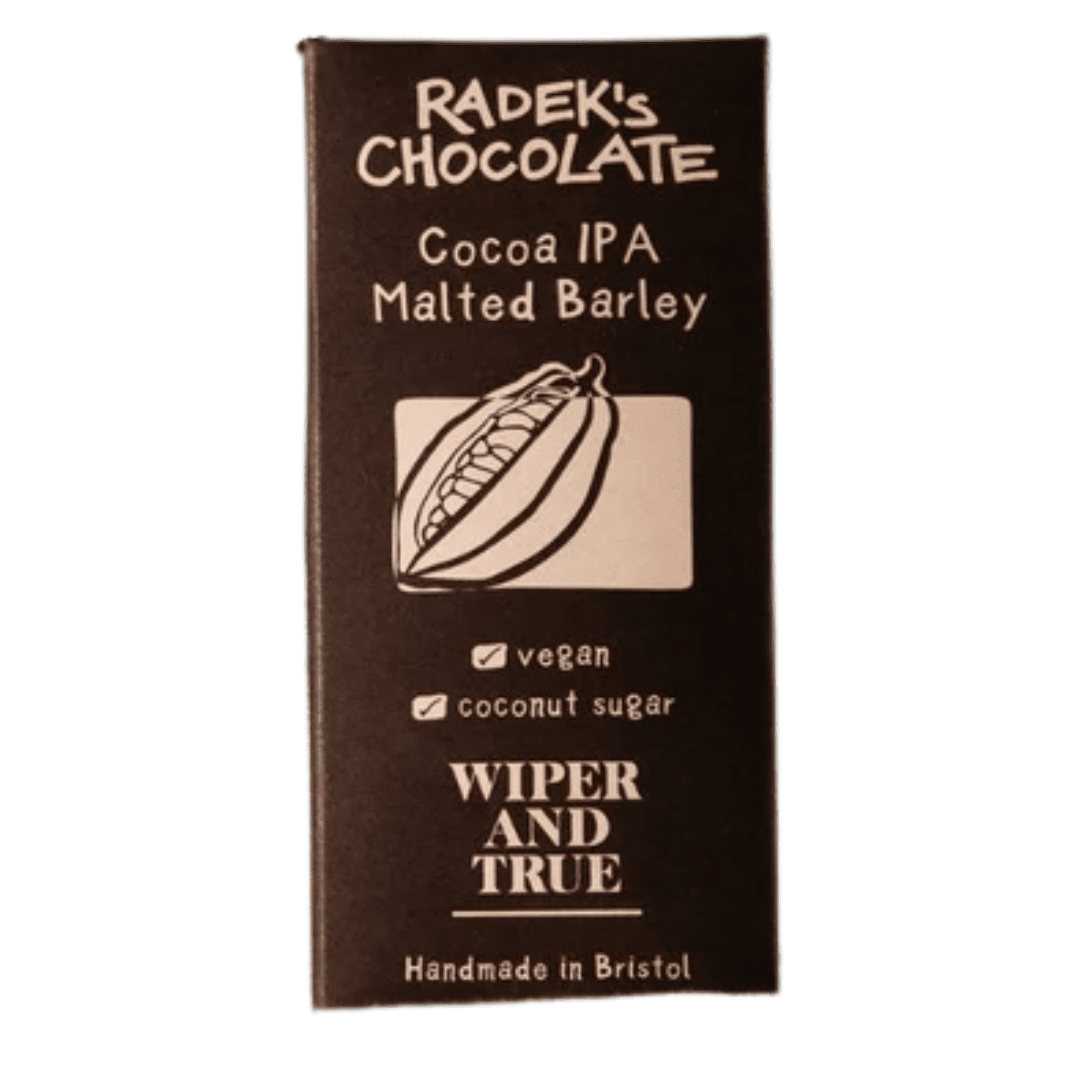 RADEK's
CHOCOLATE
Cocoa IPA
Malted Barley
vegan
coconut sugar
WIPER
AND
TRUE
Handmade in Bristol